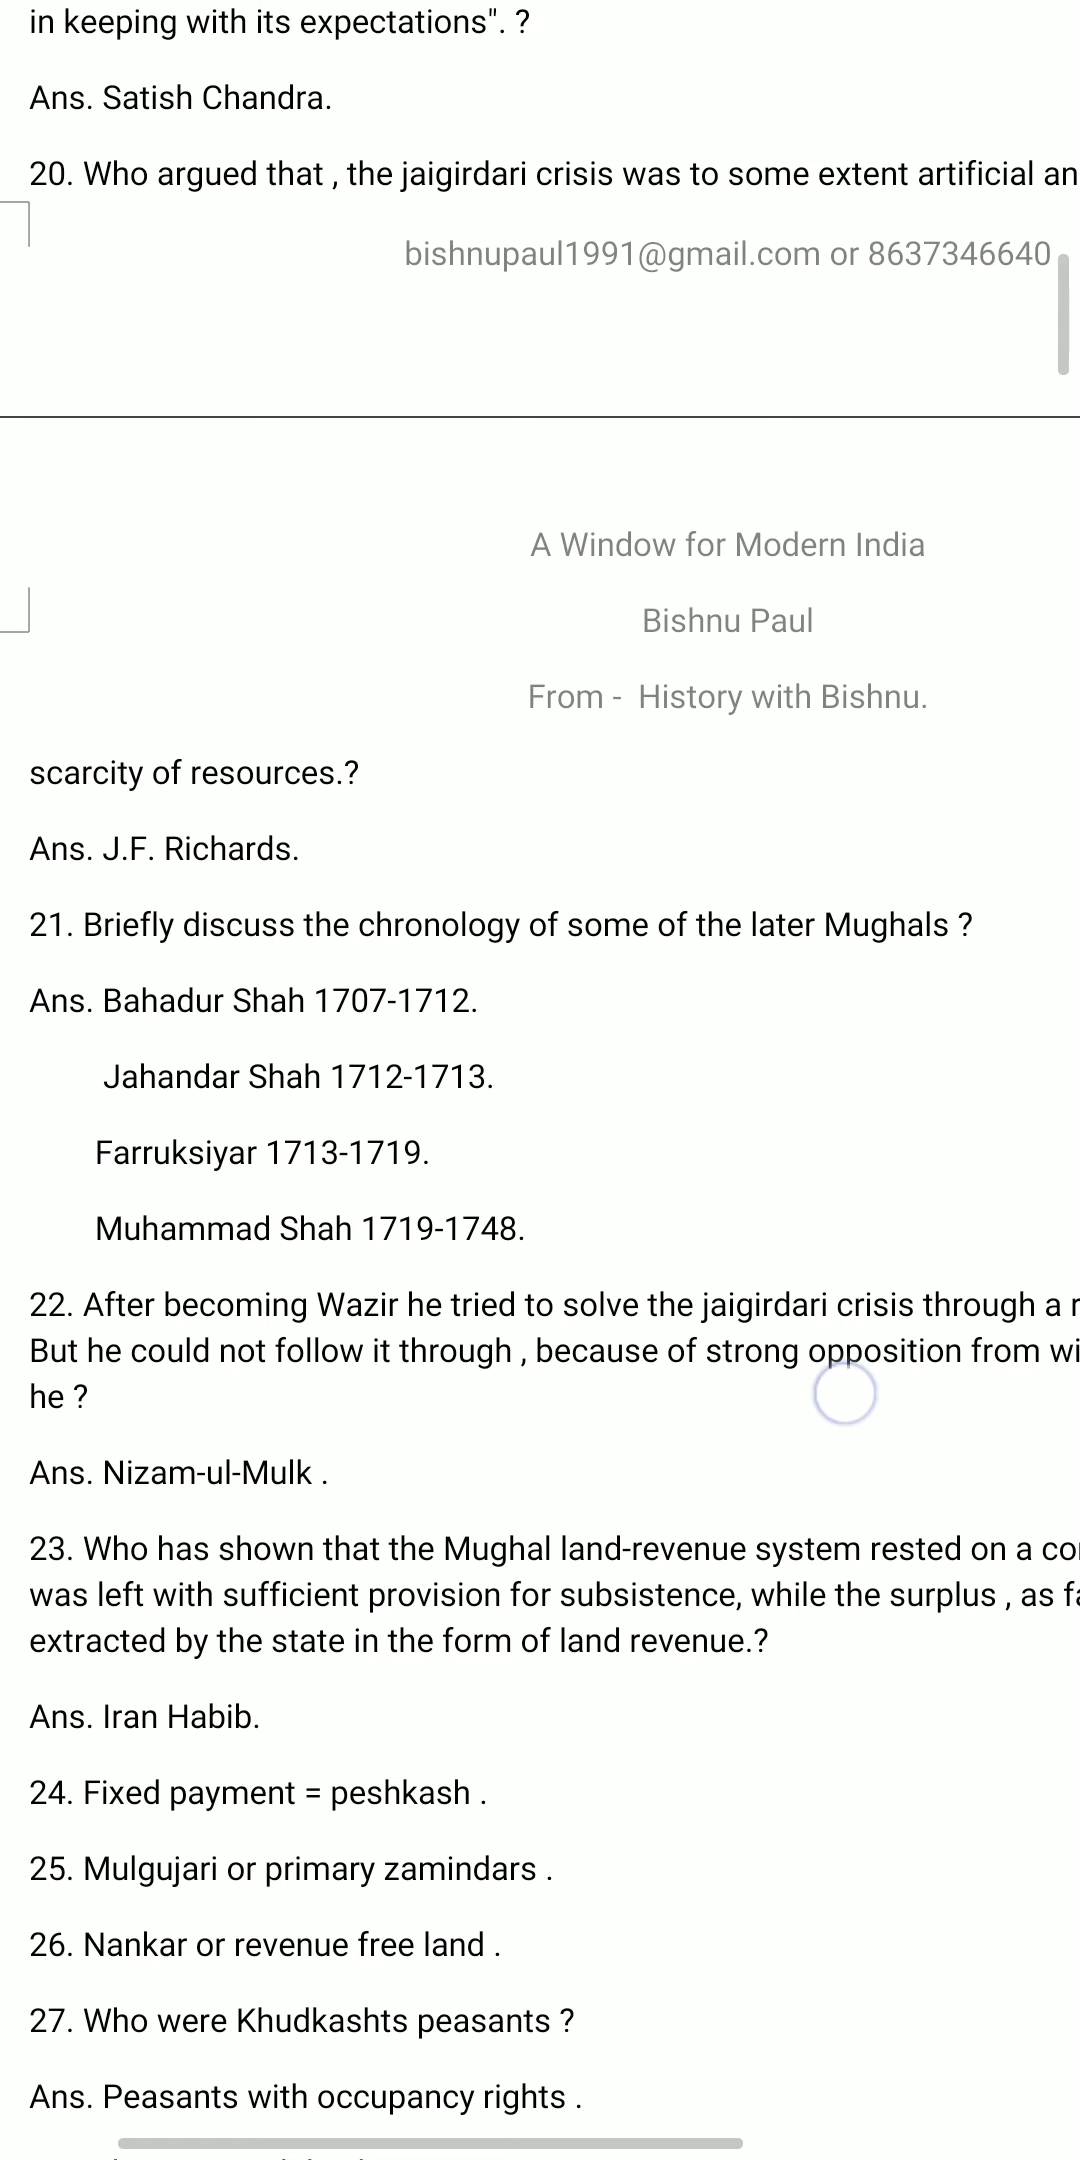 in keeping with its expectations". ?
Ans. Satish Chandra.
20. Who argued that , the jaigirdari crisis was to some extent artificial
bishnupaul1991@gmail.com or 8637346640
A Window for Modern India
Bishnu Paul
From - History with Bishnu.
scarcity of resources.?
Ans. J.F. Richards.
21. Briefly discuss the chronology of some of the later Mughals ?
Ans. Bahadur Shah 1707-1712.
Jahandar Shah 1712-1713.
Farruksiyar 1713-1719.
Muhammad Shah 1719-1748.
22. After becoming Wazir he tried to solve the jaigirdari crisis through a
But he could not follow it through , because of strong opposition from
he ?
Ans. Nizam-ul-Mulk .
23. Who has shown that the Mughal land-revenue system rested on a
was left with sufficient provision for subsistence, while the surplus , as
extracted by the state in the form of land revenue.?
Ans. Iran Habib.
24. Fixed payment = peshkash .
25. Mulgujari or primary zamindars .
26. Nankar or revenue free land .
27. Who were Khudkashts peasants ?
Ans. Peasants with occupancy rights .